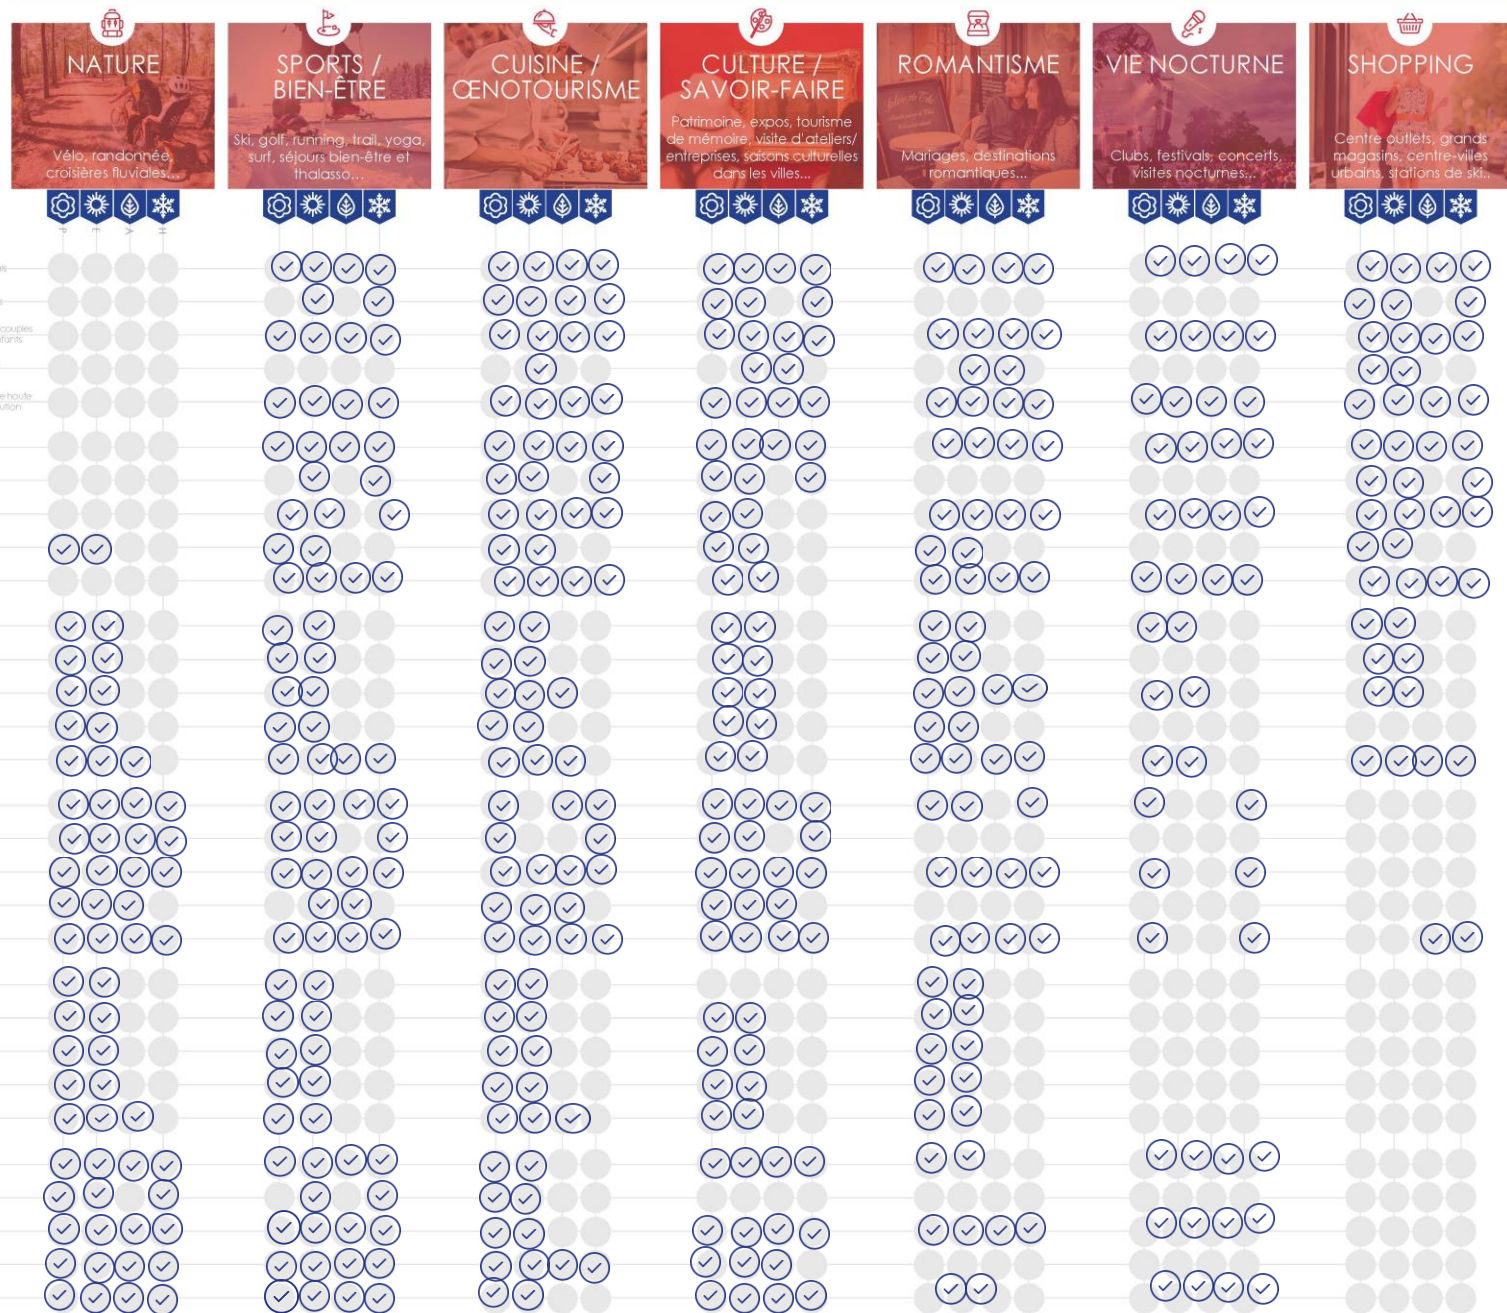 NATURE
Vélo, randonnée,
croisières fluviales...
SPORTS /
BIEN-ÊTRE
Ski, golf, running, trail, yoga,
surf, séjours bien-être et
thalasso...
CUISINE /
ŒNOTOURISME
CULTURE /
SAVOIR-FAIRE
Patrimoine, expos, tourisme
de mémoire, visite d'ateliers/
entreprises, saisons culturelles
dans les villes...
ROMANTISME
Mariages, destinations
romantiques...
VIE NOCTURNE
Clubs, festivals, concerts,
visites nocturnes...
SHOPPING
Centre outlets, grands
magasins, centre-villes
urbains, stations de ski..
P E A H
couples
e haute